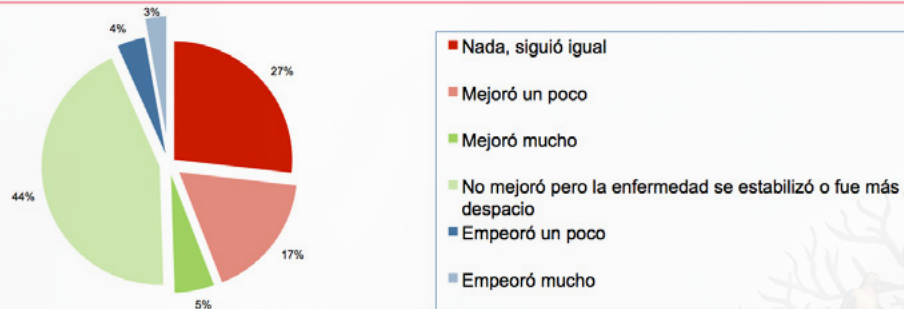 3%
4%
27%
44%
17%
5%
Nada, siguió igual
Mejoró un poco
Mejoró mucho
No mejoró pero la enfermedad se estabilizó o fue más
despacio
Empeoró un poco
Empeoró mucho